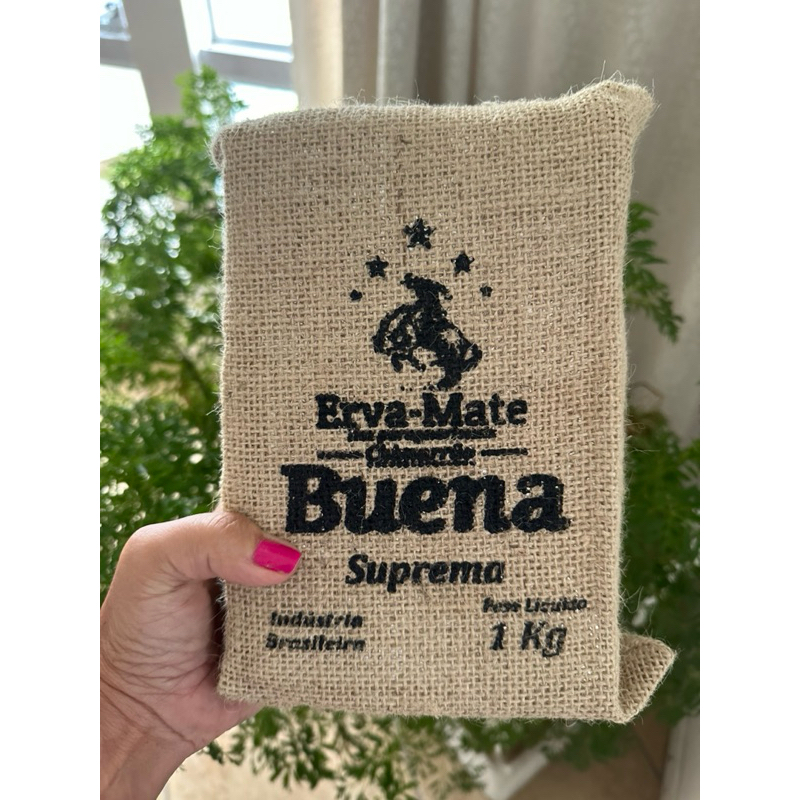 Erva-Mate
Chimarrão
Buena
Suprema
Indústria
Brasileira
Peso Líquido
1 Kg